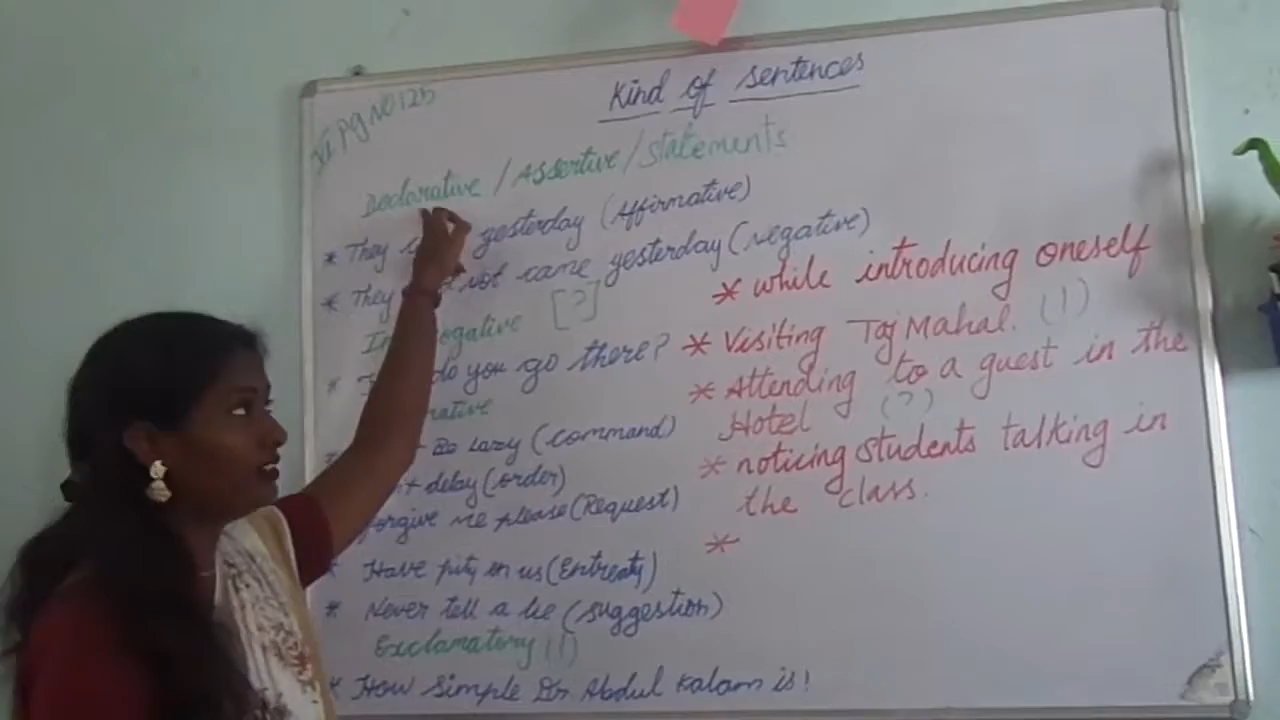 Kind of sentences
Pg No 125
Declarative / Assertive / Statements
* They yesterday (Affirmative)
* They not came yesterday (negative)
[?]
* do you go there?
* Be Lazy (command)
delay (order)
forgive me please (Request)
* Have pity on us (Entreaty)
* Never tell a lie (suggestion)
Exclamatory (!)
* How simple Dr Abdul Kalam is!
* while introducing oneself
* Visiting Taj Mahal. (!)
* Attending to a guest in the
Hotel (?)
* noticing students talking in
the class.
*